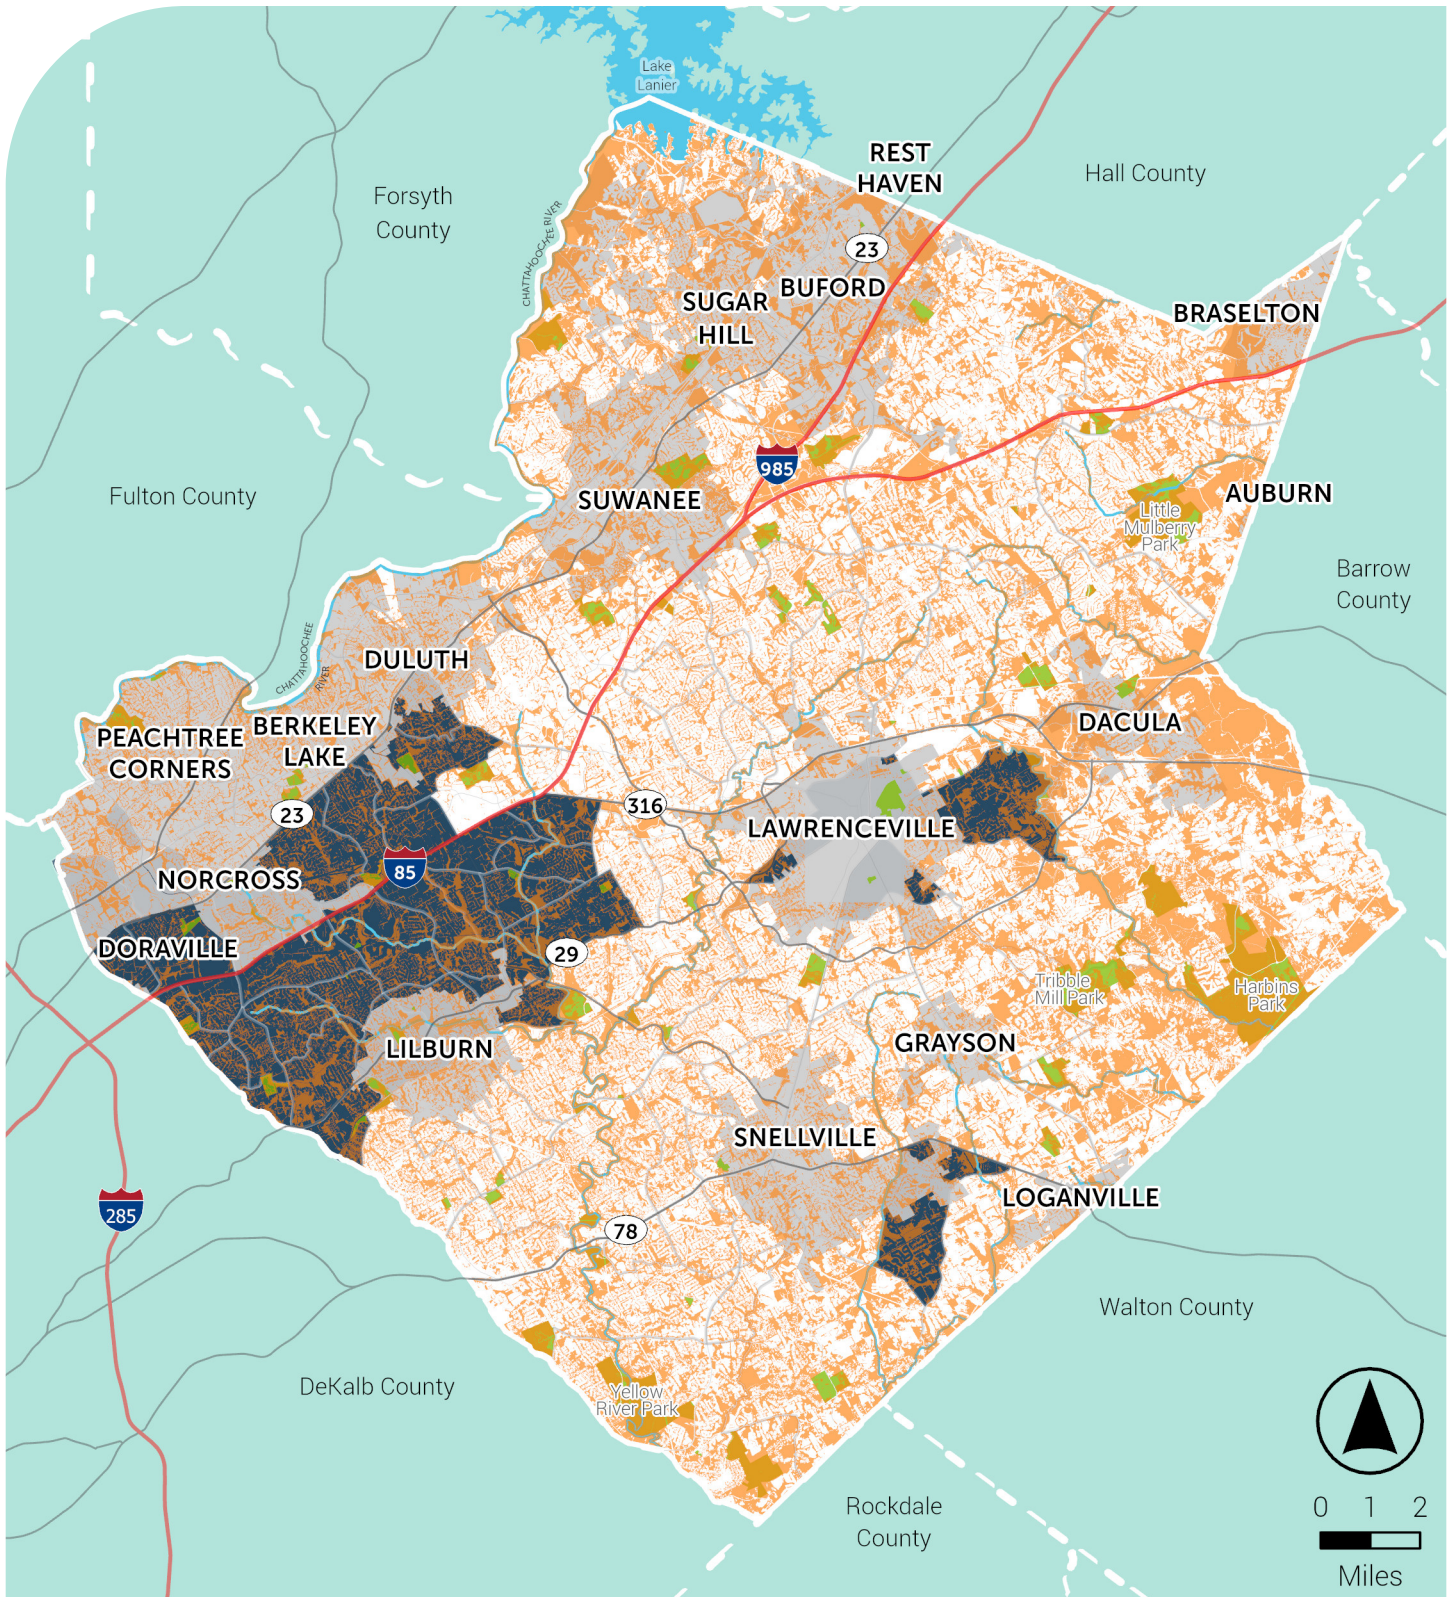 Lake
Lanier
REST
HAVEN
Hall County
Forsyth
County
CHATTAHOOCHEE RIVER
23
BUFORD
SUGAR
HILL
BRASELTON
985
SUWANEE
Fulton County
AUBURN
Little
Mulberry
Park
Barrow
County
CHATTAHOOCHEE
RIVER
DULUTH
PEACHTREE
CORNERS
BERKELEY
LAKE
DACULA
23
316
LAWRENCEVILLE
85
NORCROSS
DORAVILLE
29
Tribble
Mill Park
Harbins
Park
LILBURN
GRAYSON
SNELLVILLE
LOGANVILLE
285
78
Walton County
DeKalb County
Yellow
River Park
Rockdale
County
0 1 2
Miles